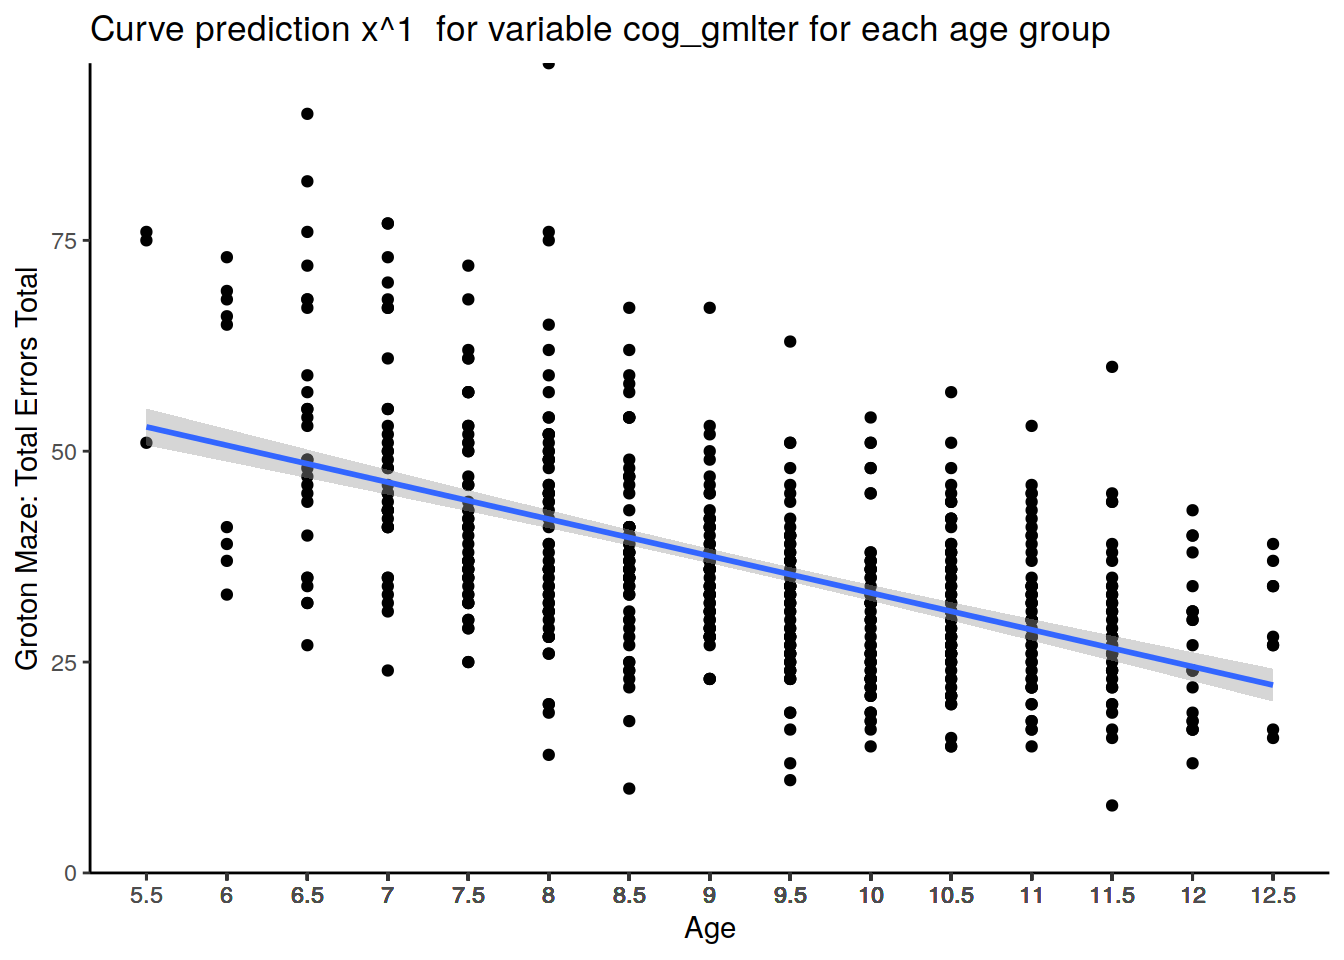 Curve prediction x^1  for variable cog_gmlter for each age group
Groton Maze: Total Errors Total
75
50
25
0
5.5 6 6.5 7 7.5 8 8.5 9 9.5 10 10.5 11 11.5 12 12.5
Age